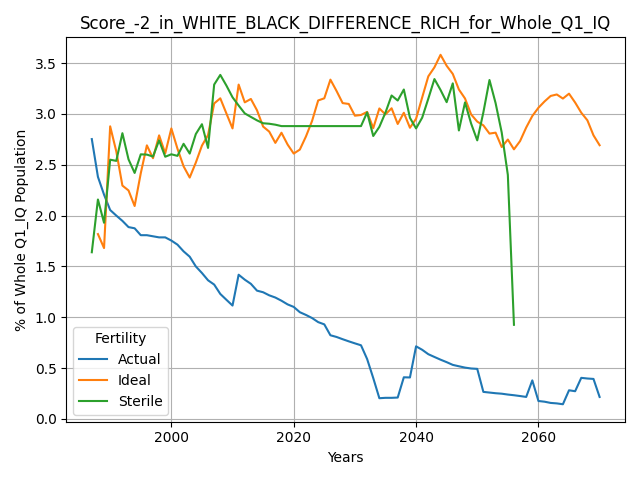 Score_-2_in_WHITE_BLACK_DIFFERENCE_RICH_for_Whole_Q1_IQ
% of Whole Q1_IQ Population
3.5
3.0
2.5
2.0
1.5
1.0
0.5
0.0
Fertility
Actual
Ideal
Sterile
2000
2020
2040
2060
Years